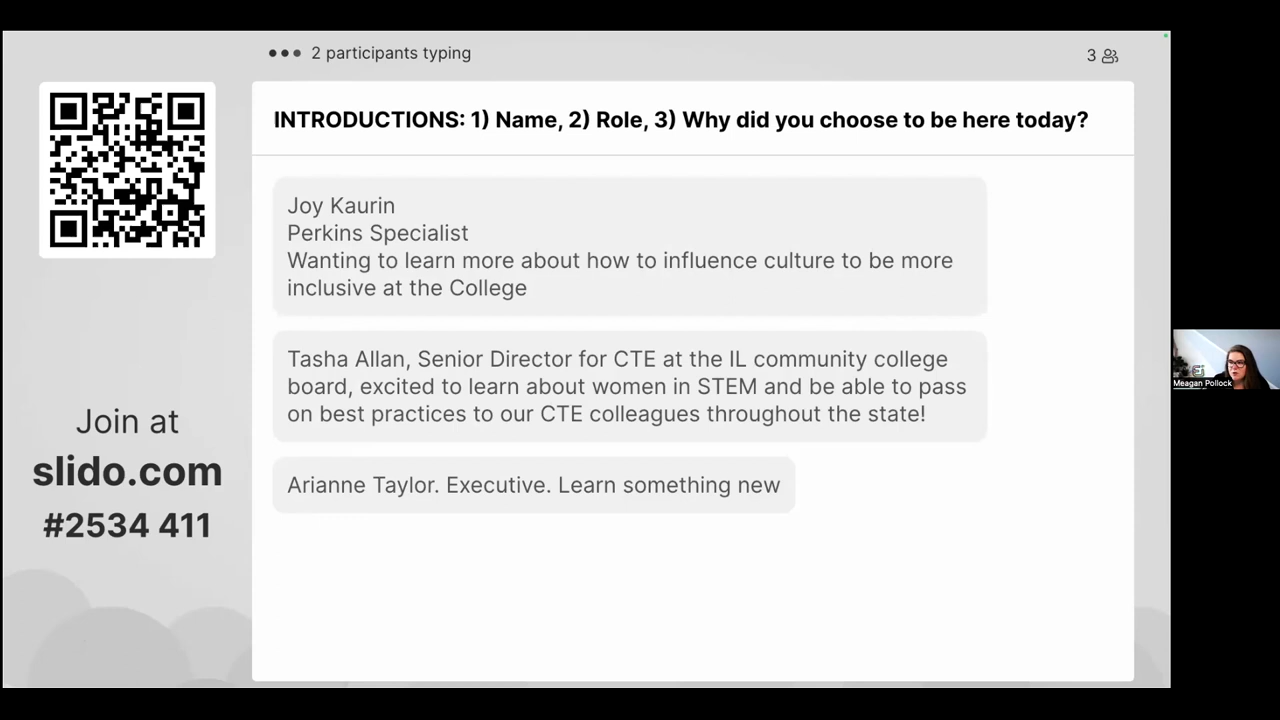 ●●● 2 participants typing
3
INTRODUCTIONS: 1) Name, 2) Role, 3) Why did you choose to be here today?
Joy Kaurin
Perkins Specialist
Wanting to learn more about how to influence culture to be more
inclusive at the College
Tasha Allan, Senior Director for CTE at the IL community college
board, excited to learn about women in STEM and be able to pass
on best practices to our CTE colleagues throughout the state!
Arianne Taylor. Executive. Learn something new
Join at
slido.com
#2534 411
Meagan Pollock